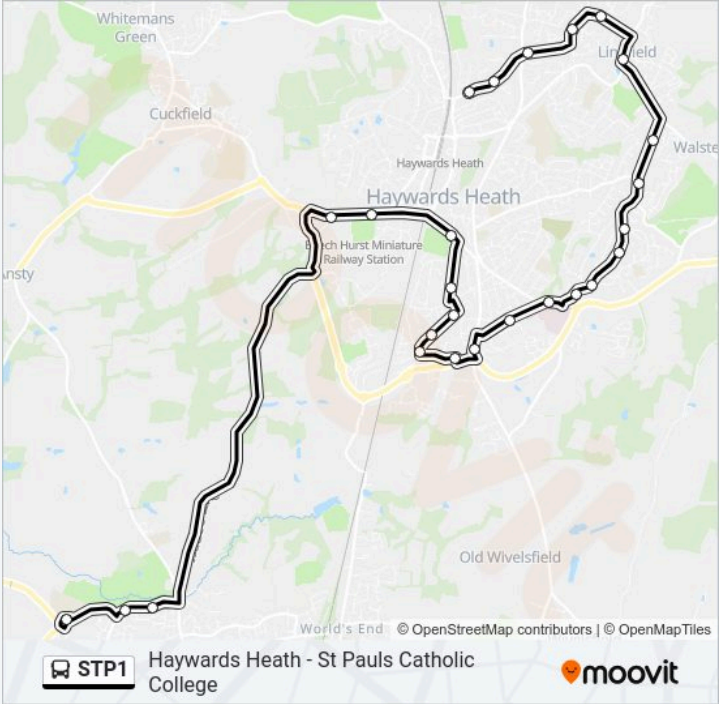 Whitemans
Green
Lindfield
Cuckfield
Walste
Haywards Heath
Haywards Heath
Beech Hurst Miniature
Railway Station
Ansty
Old Wivelsfield
World's End
© OpenStreetMap contributors | © OpenMapTiles
STP1
Haywards Heath - St Pauls Catholic
College
moovit